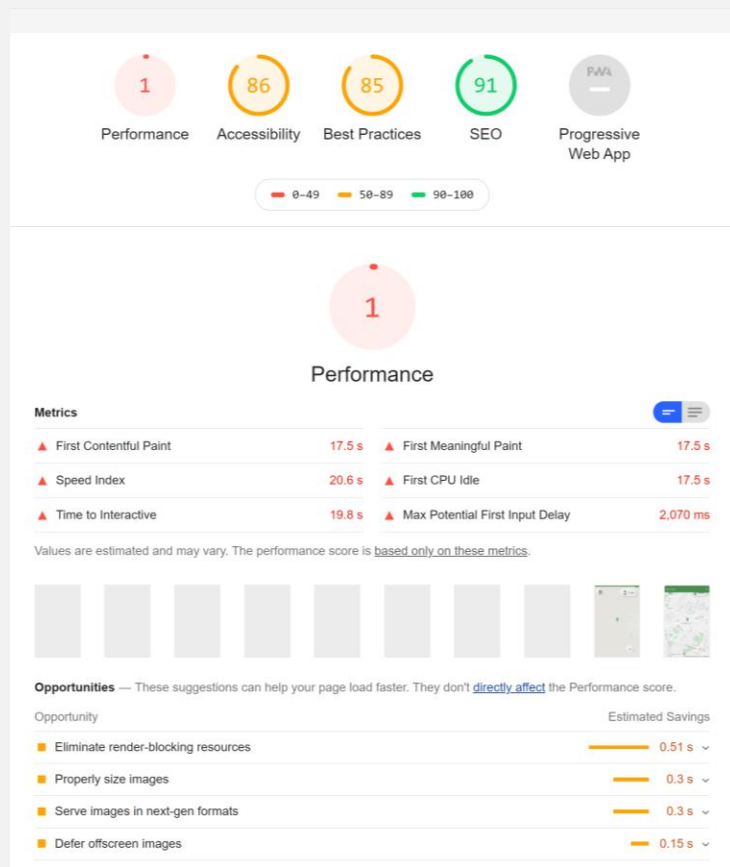 1
86
85
91
PWA
Performance
Accessibility
Best Practices
SEO
Progressive
Web App
0–49
50–89
90–100
1
Performance
Metrics
First Contentful Paint 17.5 s
First Meaningful Paint 17.5 s
Speed Index 20.6 s
First CPU Idle 17.5 s
Time to Interactive 19.8 s
Max Potential First Input Delay 2,070 ms
Values are estimated and may vary. The performance score is based only on these metrics.
Opportunities — These suggestions can help your page load faster. They don't directly affect the Performance score.
Opportunity Estimated Savings
Eliminate render-blocking resources 0.51 s
Properly size images 0.3 s
Serve images in next-gen formats 0.3 s
Defer offscreen images 0.15 s